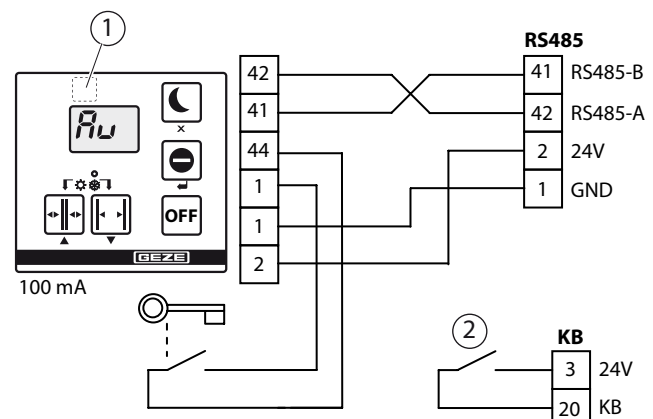 1
RS485
42
41 RS485-B
41
42 RS485-A
Au
×
44
2 24V
1
1 GND
OFF
1
GEZE
2
100 mA
2
KB
3 24V
20 KB